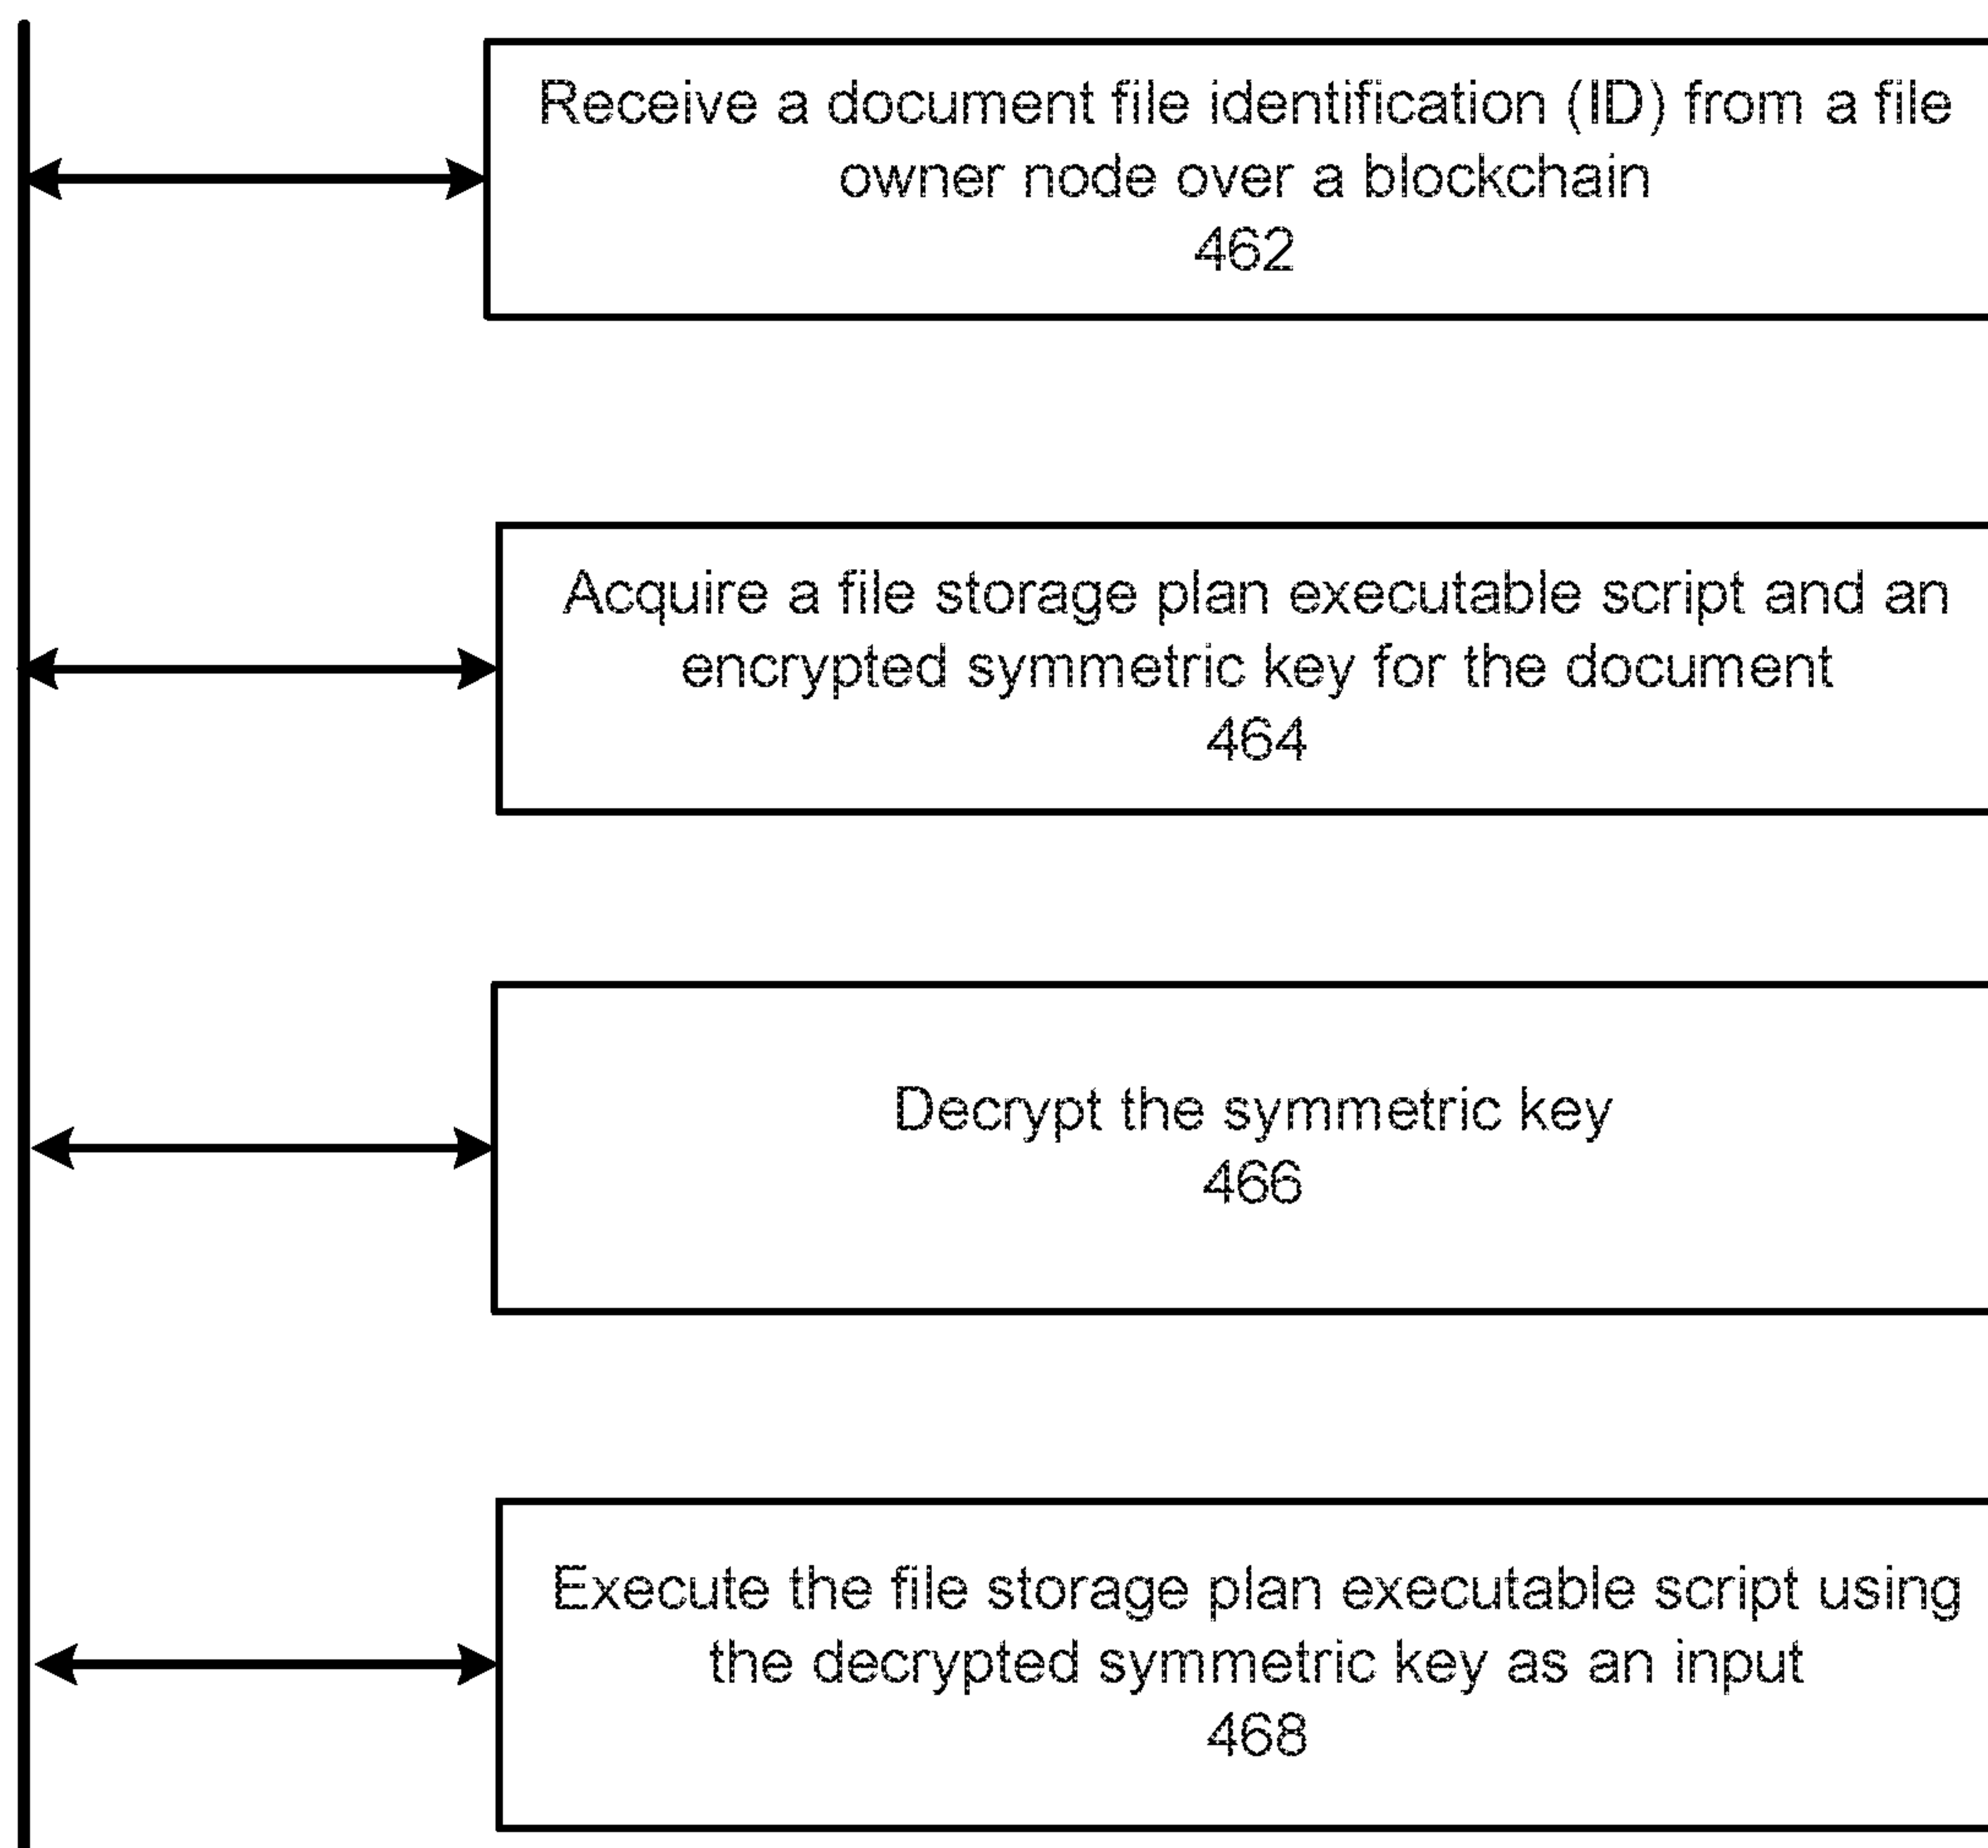 Receive a document file identification (ID) from a file
owner node over a blockchain
462
Acquire a file storage plan executable script and an
encrypted symmetric key for the document
464
Decrypt the symmetric key
466
Execute the file storage plan executable script using
the decrypted symmetric key as an input
468